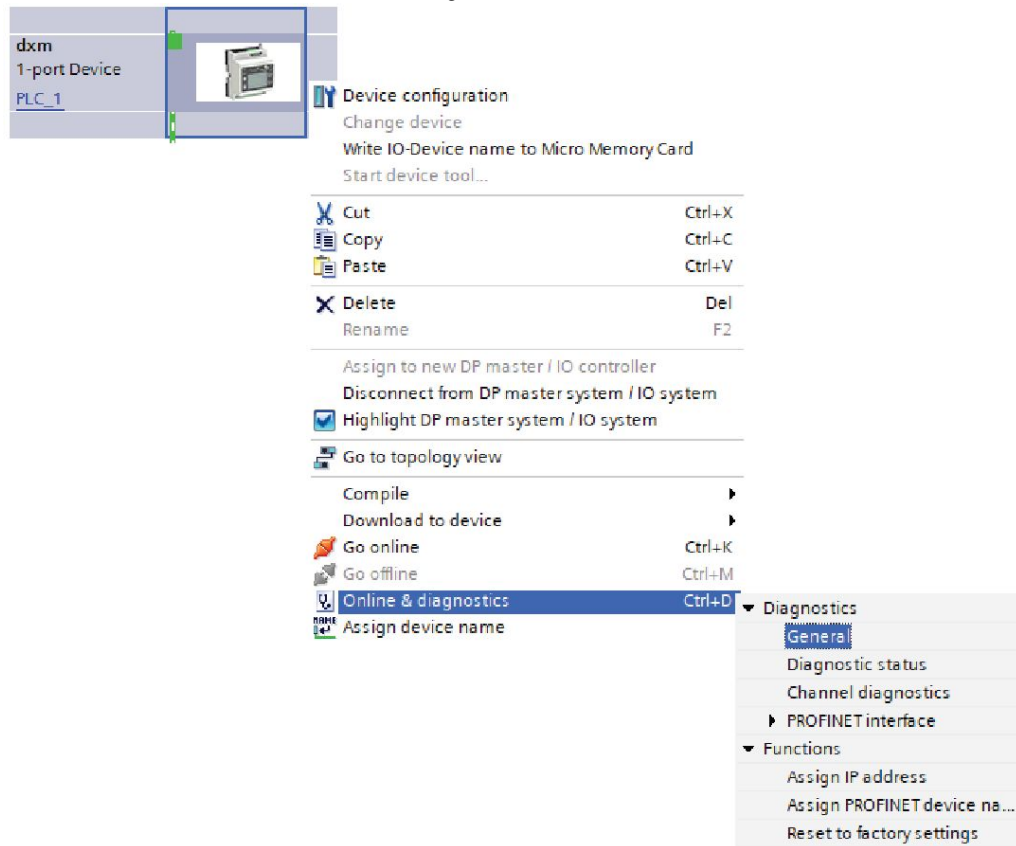 dxm
1-port Device
PLC_1
Device configuration
Change device
Write IO-Device name to Micro Memory Card
Start device tool...
Cut Ctrl+X
Copy Ctrl+C
Paste Ctrl+V
Delete Del
Rename F2
Assign to new DP master / IO controller
Disconnect from DP master system / IO system
Highlight DP master system / IO system
Go to topology view
Compile
Download to device
Go online Ctrl+K
Go offline Ctrl+M
Online & diagnostics Ctrl+D
NAME Assign device name
Diagnostics
General
Diagnostic status
Channel diagnostics
PROFINET interface
Functions
Assign IP address
Assign PROFINET device na...
Reset to factory settings